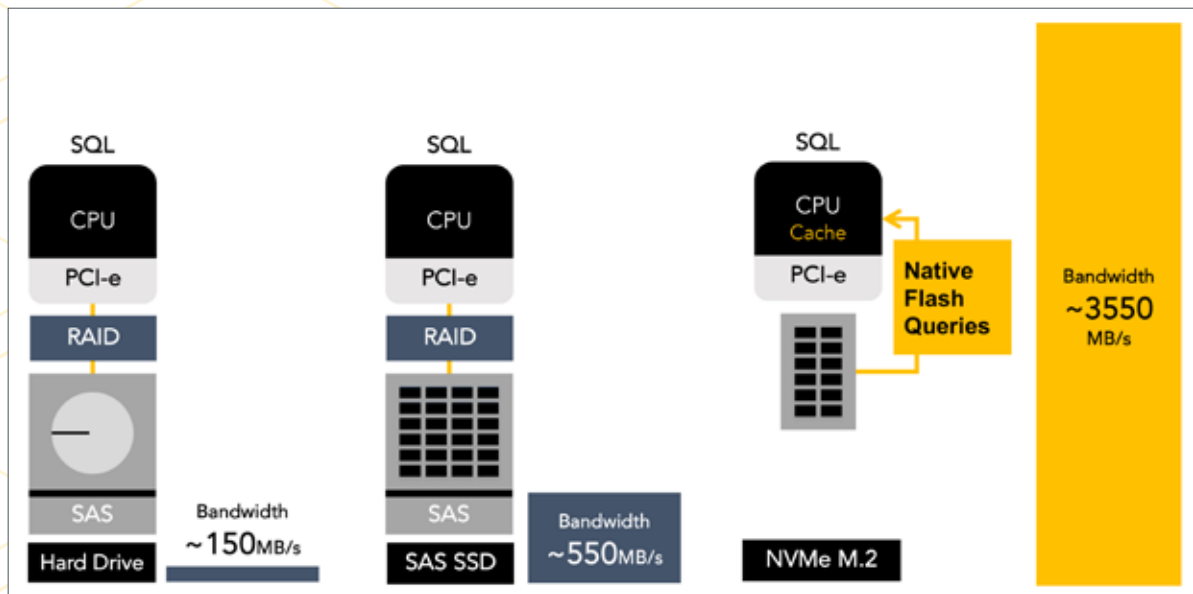 SQL
CPU
PCI-e
RAID
SAS
Hard Drive
Bandwidth
~150MB/s
SQL
CPU
PCI-e
RAID
SAS
SAS SSD
Bandwidth
~550MB/s
SQL
CPU
Cache
PCI-e
Native
Flash
Queries
NVMe M.2
Bandwidth
~3550
MB/s